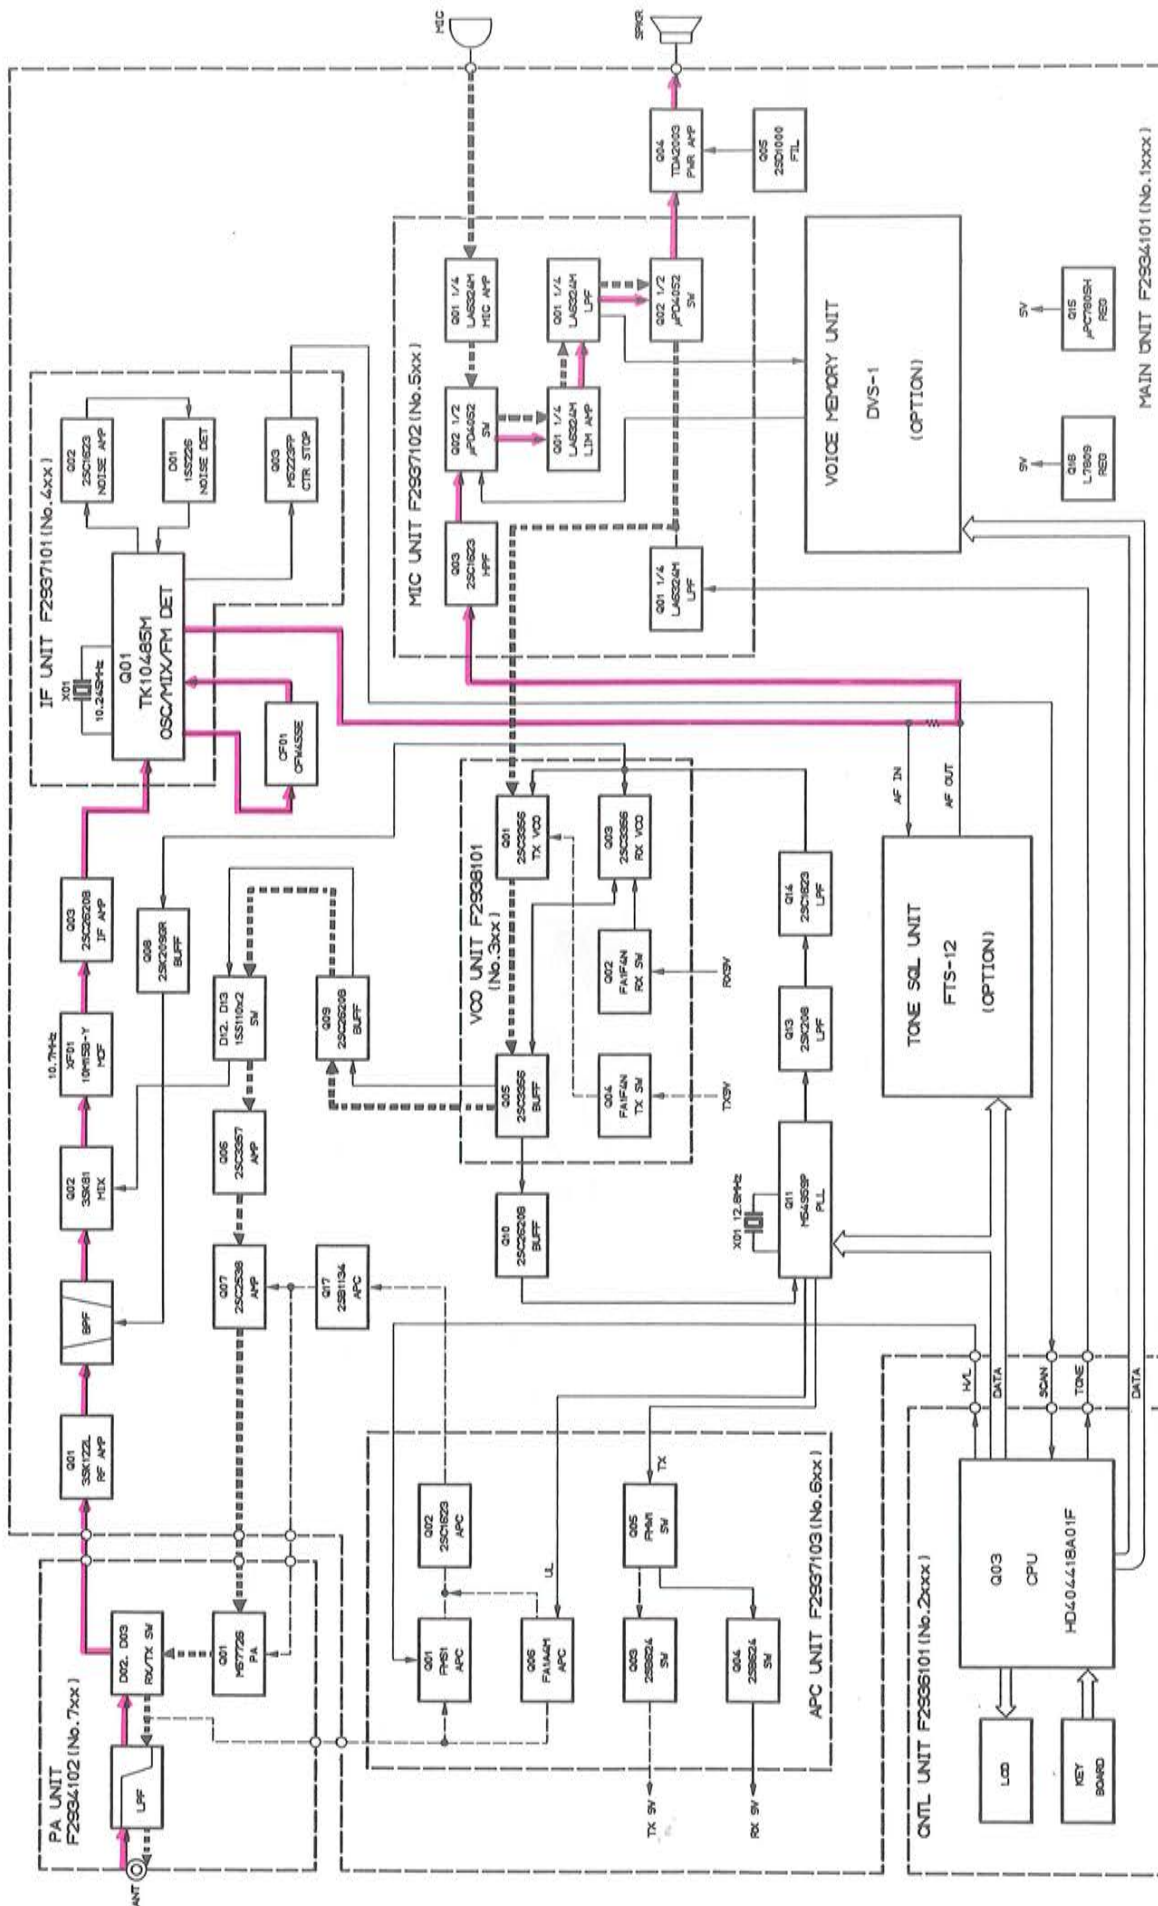 PA UNIT
F2934102(No.7xx)
ANT
LPF
D02. D03
RX/TX SW
Q01
M57726
PA
Q01
3SK122L
RF AMP
BPF
Q02
3SK81
MIX
10.7MHz
XF01
10M15B-Y
MCF
Q03
2SC2620B
IF AMP
Q08
2SK209GR
BUFF
IF UNIT F2937101(No.4xx)
X01
10.245MHz
Q01
TK10485M
OSC/MIX/FM DET
CF01
CFW455E
Q02
2SC1623
NOISE AMP
D01
1SS226
NOISE DET
Q03
M5223FP
CTR STOP
Q07
2SC2538
AMP
Q06
2SC3357
AMP
D12. D13
1SS110x2
SW
Q17
2SB1134
APC
Q09
2SC2620B
BUFF
MIC
SPKR
MIC UNIT F2937102(No.5xx)
Q03
2SC1623
HPF
Q02 1/2
μPD4052
SW
Q01 1/4
LA6324M
MIC AMP
Q01 1/4
LA6324M
LIM AMP
Q01 1/4
LA6324M
LPF
Q01 1/4
LA6324M
LPF
Q02 1/2
μPD4052
SW
Q04
TDA2003
PWR AMP
Q05
2SD1000
FIL
VCO UNIT F2938101
(No.3xx)
Q05
2SC3356
BUFF
Q01
2SC3356
TX VCO
Q04
FA1F4N
TX SW
Q02
FA1F4N
RX SW
Q03
2SC3356
RX VCO
TX9V
RX9V
Q10
2SC2620B
BUFF
X01 12.8MHz
Q11
M54959P
PLL
Q13
2SK208
LPF
Q14
2SC1623
LPF
APC UNIT F2937103(No.6xx)
Q01
FMS1
APC
Q02
2SC1623
APC
Q06
FA1A4M
APC
UL
Q03
2SB624
SW
Q05
FMW1
SW
TX
Q04
2SB624
SW
TX 9V
RX 9V
VOICE MEMORY UNIT
DVS-1
(OPTION)
TONE SQL UNIT
FTS-12
(OPTION)
AF IN
AF OUT
CNTL UNIT F2936101(No.2xxx)
LCD
KEY
BOARD
Q03
CPU
HD404418A01F
H/L
DATA
SCAN
TONE
DATA
9V
Q16
L7809
REG
5V
Q15
μPC7805H
REG
MAIN UNIT F2934101(No.1xxx)